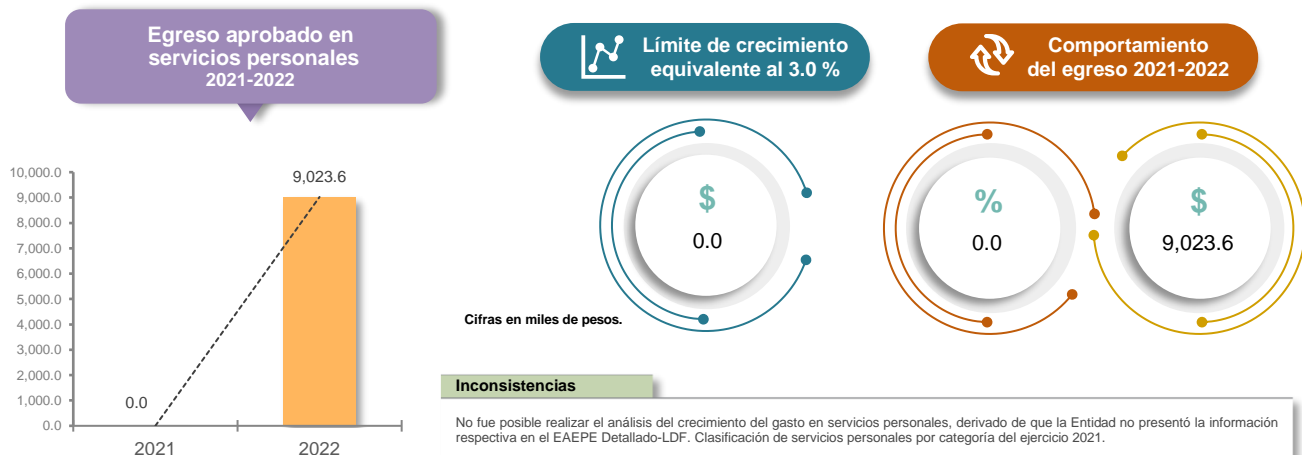 Egreso aprobado en
servicios personales
2021-2022
Límite de crecimiento
equivalente al 3.0 %
Comportamiento
del egreso 2021-2022
10,000.0
9,000.0
8,000.0
7,000.0
6,000.0
5,000.0
4,000.0
3,000.0
2,000.0
1,000.0
0.0
0.0
9,023.6
2021
2022
$
0.0
%
0.0
$
9,023.6
Cifras en miles de pesos.
Inconsistencias
No fue posible realizar el análisis del crecimiento del gasto en servicios personales, derivado de que la Entidad no presentó la información
respectiva en el EAEPE Detallado-LDF. Clasificación de servicios personales por categoría del ejercicio 2021.